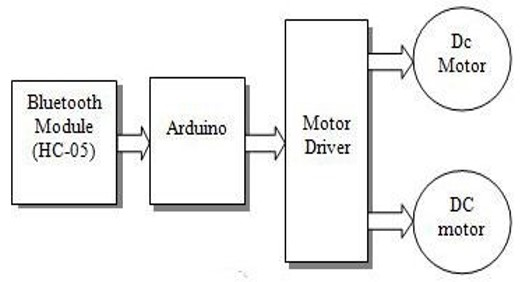 Bluetooth
Module
(HC-05)
Arduino
Motor
Driver
Dc
Motor
DC
motor